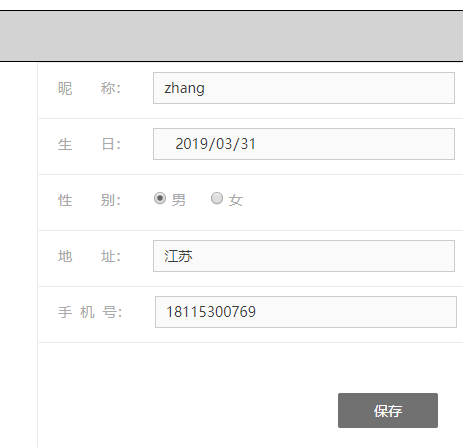 昵 称: zhang
生 日: 2019/03/31
性 别: 男 女
地 址: 江苏
手 机 号: 18115300769
保存